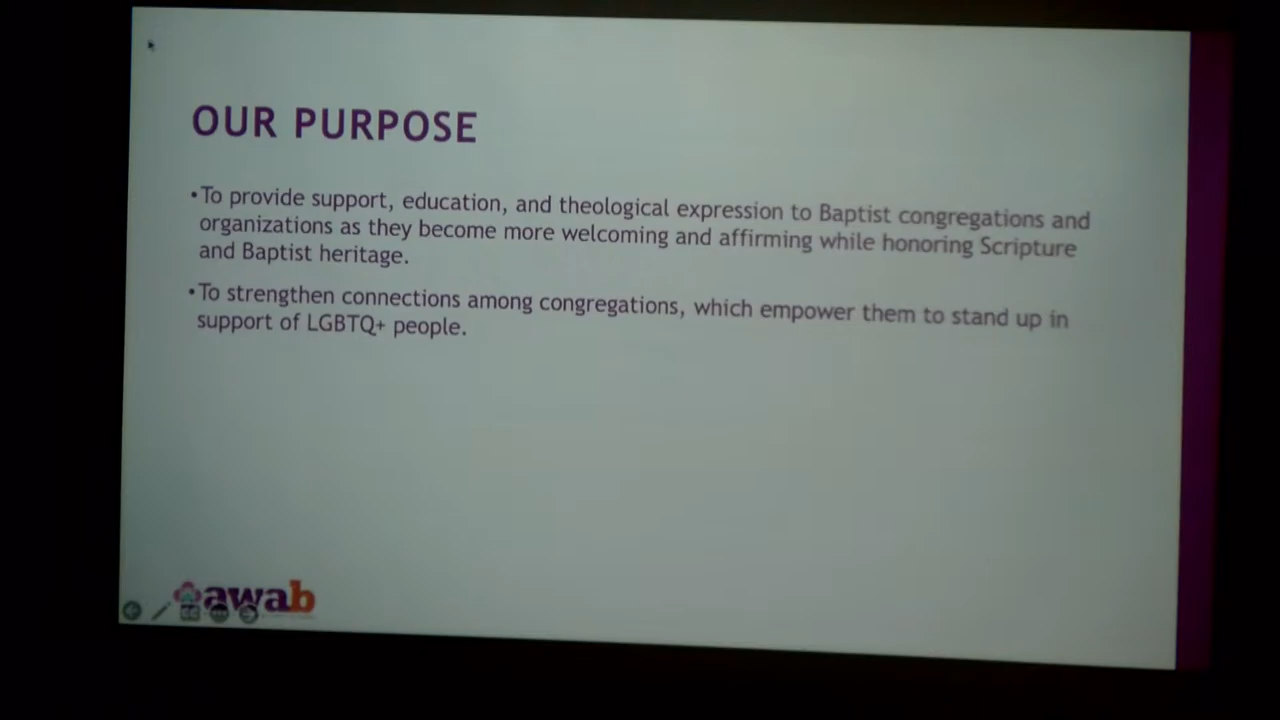 OUR PURPOSE
•To provide support, education, and theological expression to Baptist congregations and
organizations as they become more welcoming and affirming while honoring Scripture
and Baptist heritage.
•To strengthen connections among congregations, which empower them to stand up in
support of LGBTQ+ people.
awab